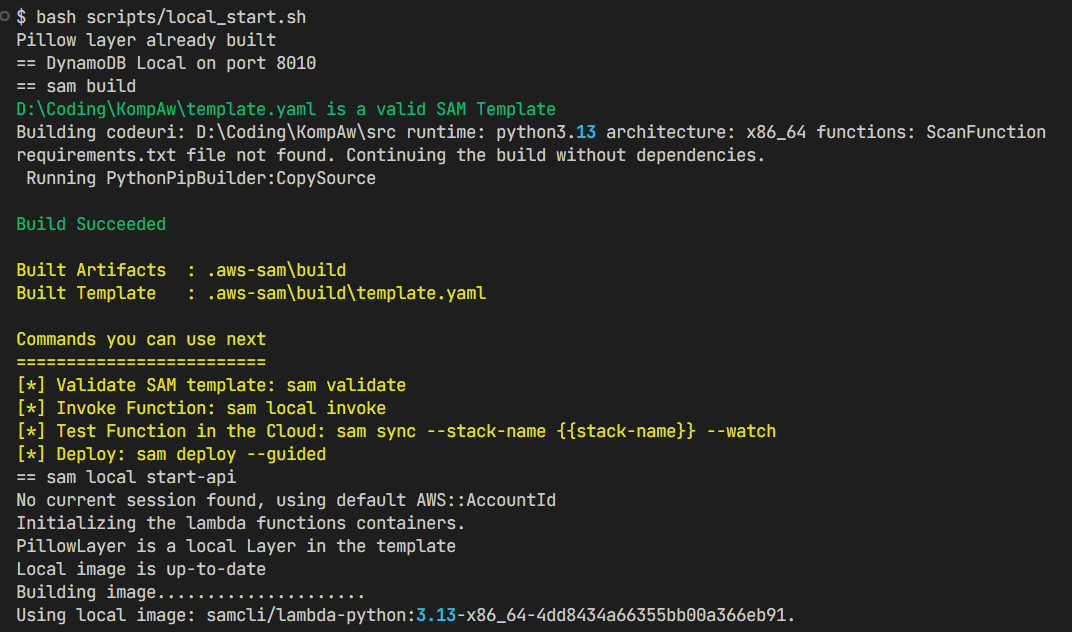 $ bash scripts/local_start.sh
Pillow layer already built
== DynamoDB Local on port 8010
== sam build
D:\Coding\KompAw\template.yaml is a valid SAM Template
Building codeuri: D:\Coding\KompAw\src runtime: python3.13 architecture: x86_64 functions: ScanFunction
requirements.txt file not found. Continuing the build without dependencies.
 Running PythonPipBuilder:CopySource
Build Succeeded
Built Artifacts  : .aws-sam\build
Built Template   : .aws-sam\build\template.yaml
Commands you can use next
=========================
[*] Validate SAM template: sam validate
[*] Invoke Function: sam local invoke
[*] Test Function in the Cloud: sam sync --stack-name {{stack-name}} --watch
[*] Deploy: sam deploy --guided
== sam local start-api
No current session found, using default AWS::AccountId
Initializing the lambda functions containers.
PillowLayer is a local Layer in the template
Local image is up-to-date
Building image.....................
Using local image: samcli/lambda-python:3.13-x86_64-4dd8434a66355bb00a366eb91.